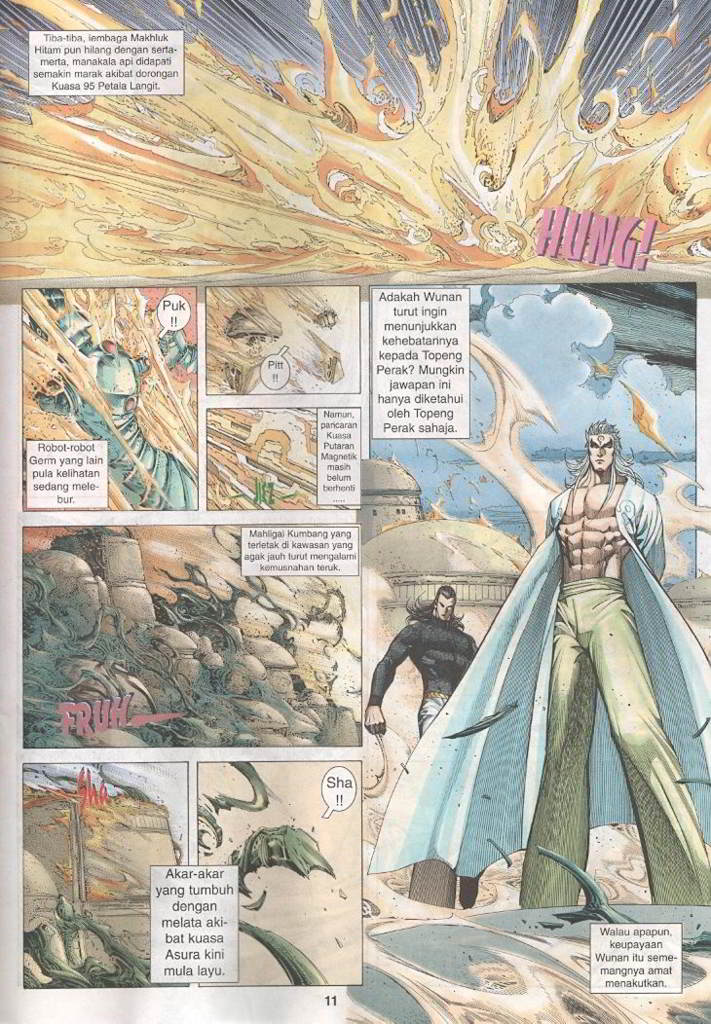 Tiba-tiba, lembaga Makhluk
Hitam pun hilang dengan serta-
merta, manakala api didapati
semakin marak akibat dorongan
Kuasa 95 Petala Langit.
HUNG!
Puk
!!
Robot-robot
Germ yang lain
pula kelihatan
sedang mele-
bur.
Pitt
!!
Namun,
pancaran
Kuasa
Putaran
Magnetik
masih
belum
berhenti
.....
Adakah Wunan
turut ingin
menunjukkan
kehebatannya
kepada Topeng
Perak? Mungkin
jawapan ini
hanya diketahui
oleh Topeng
Perak sahaja.
Mahligai Kumbang yang
terletak di kawasan yang
agak jauh turut mengalami
kemusnahan teruk.
FRUH
Sha
Akar-akar
yang tumbuh
dengan
melata aki-
bat kuasa
Asura kini
mula layu.
Sha
!!
Walau apapun,
keupayaan
Wunan itu seme-
mangnya amat
menakutkan.
11